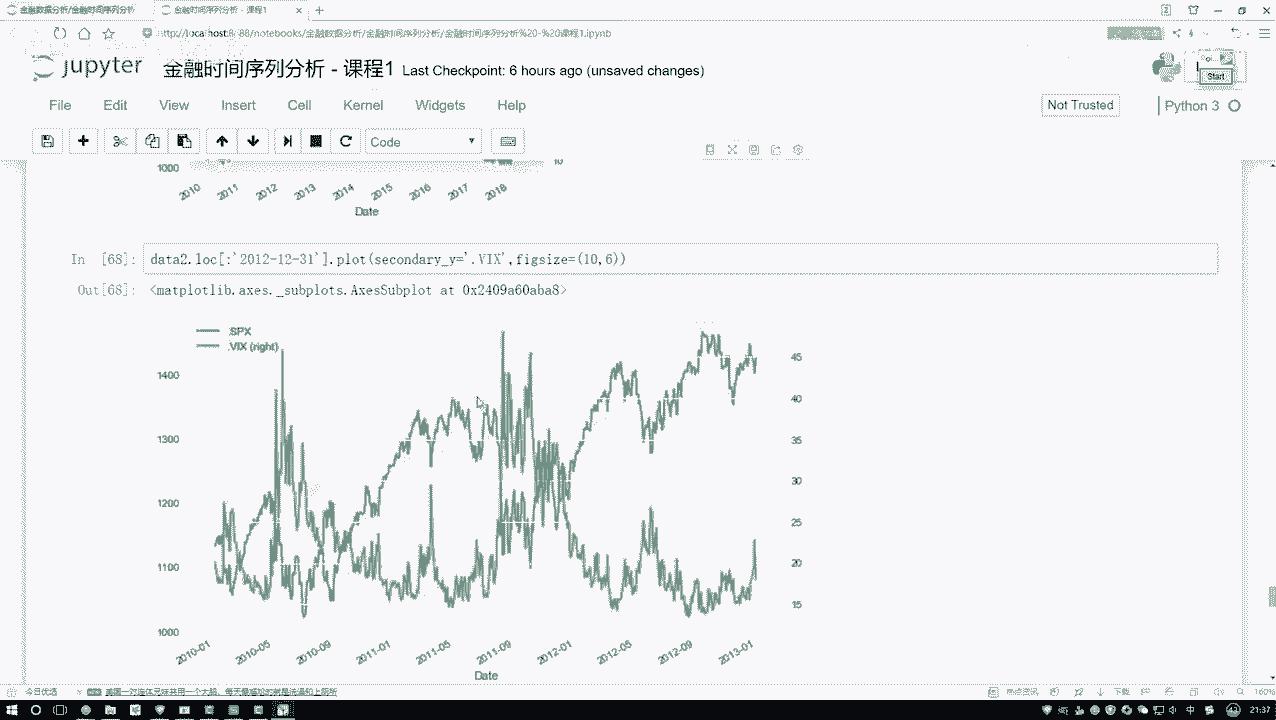 金融数据分析/金融时间序列分析
金融时间序列分析 - 课程1
localhost:8888/notebooks/金融数据分析/金融时间序列分析/金融时间序列分析%20-%20课程1.ipynb
jupyter 金融时间序列分析 - 课程1 Last Checkpoint: 6 hours ago (unsaved changes)
Start
File Edit View Insert Cell Kernel Widgets Help
Not Trusted
Python 3
Code
1000
10
2010 2011 2012 2013 2014 2015 2016 2017 2018
Date
In [68]: data2.loc[:'2012-12-31'].plot(secondary_y='.VIX',figsize=(10,6))
Out[68]: <matplotlib.axes._subplots.AxesSubplot at 0x2409a60aba8>
.SPX
.VIX (right)
1400
1300
1200
1100
1000
45
40
35
30
25
20
15
2010-01 2010-05 2010-09 2011-01 2011-05 2011-09 2012-01 2012-05 2012-09 2013-01
Date
今日优选
热点资讯
下载
160%
中
21:37